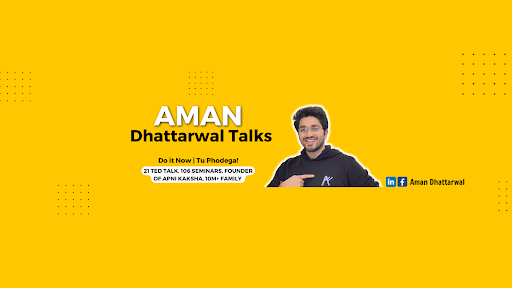 AMAN
Dhattarwal Talks
Do it Now | Tu Phodega!
21 TED TALK, 106 SEMINARS, FOUNDER
OF APNI KAKSHA, 10M+ FAMILY
in f Aman Dhattarwal